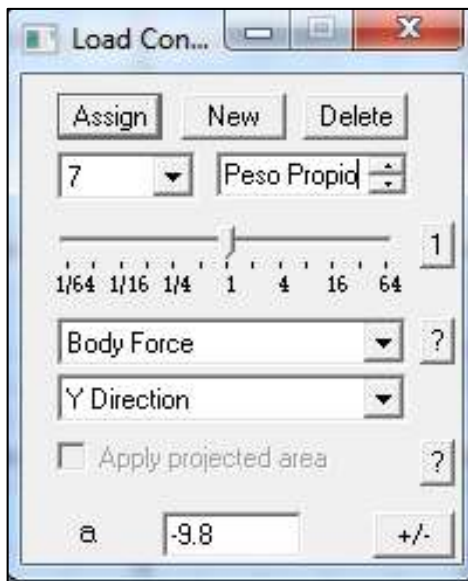 Load Con...
Assign New Delete
7 Peso Propio
1
1/64 1/16 1/4 1 4 16 64
Body Force ?
Y Direction
Apply projected area ?
a -9.8 +/-